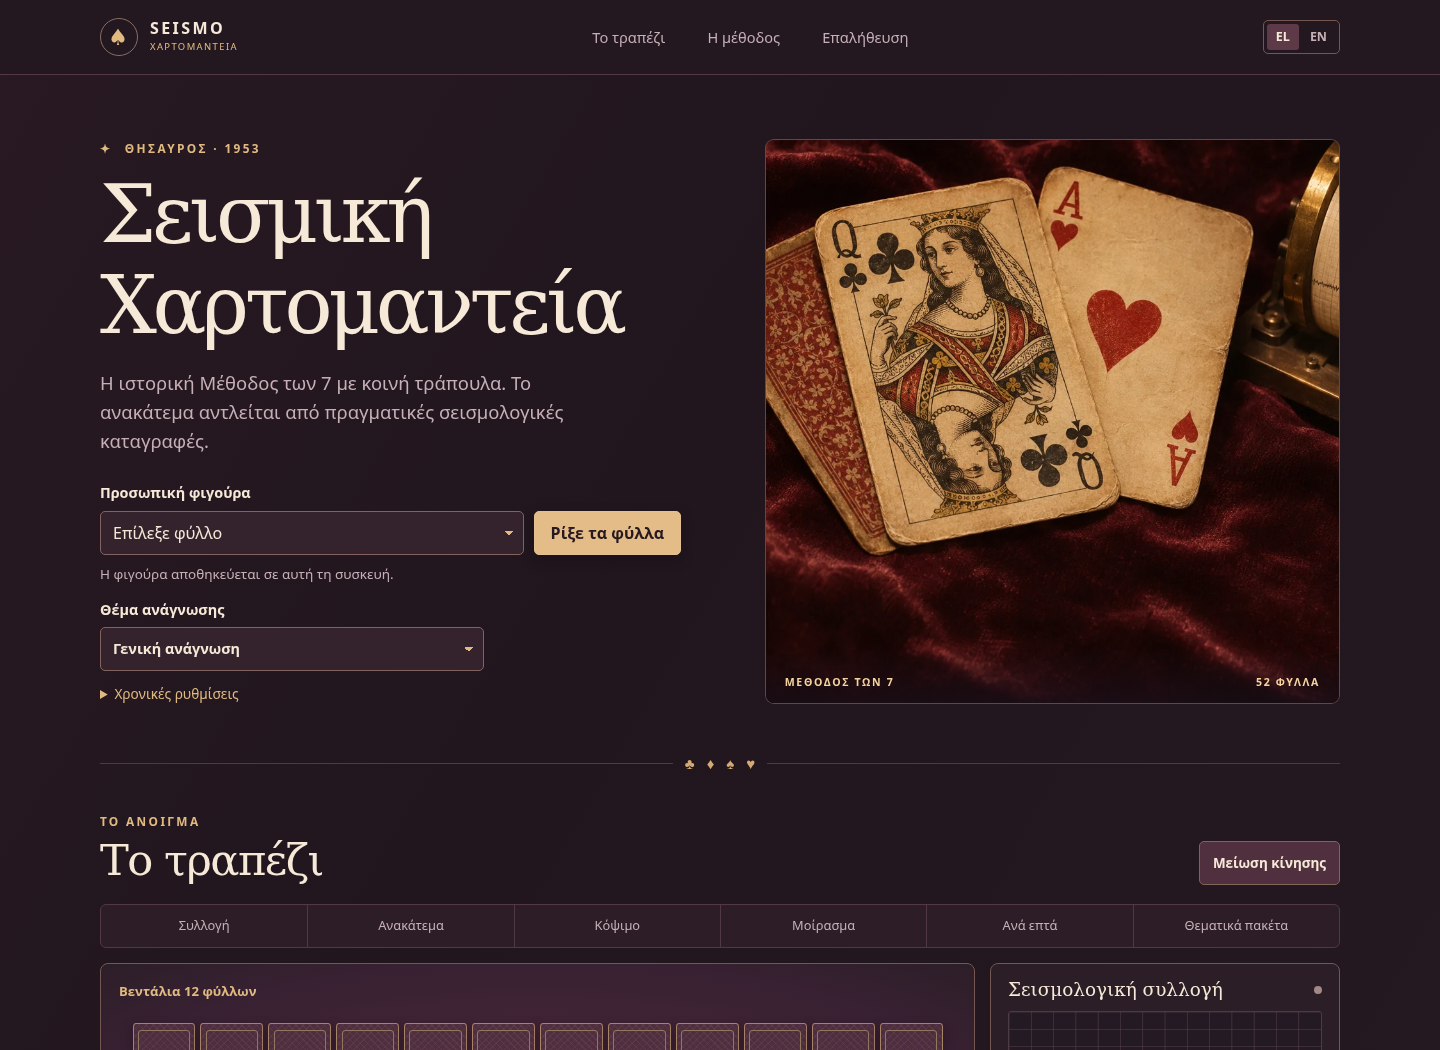 SEISMO
ΧΑΡΤΟΜΑΝΤΕΙΑ
Το τραπέζι
Η μέθοδος
Επαλήθευση
EL
EN
✦ ΘΗΣΑΥΡΟΣ · 1953
Σεισμική
Χαρτομαντεία
Η ιστορική Μέθοδος των 7 με κοινή τράπουλα. Το
ανακάτεμα αντλείται από πραγματικές σεισμολογικές
καταγραφές.
Προσωπική φιγούρα
Επίλεξε φύλλο
Ρίξε τα φύλλα
Η φιγούρα αποθηκεύεται σε αυτή τη συσκευή.
Θέμα ανάγνωσης
Γενική ανάγνωση
Χρονικές ρυθμίσεις
Q
A
Q
A
ΜΕΘΟΔΟΣ ΤΩΝ 7
52 ΦΥΛΛΑ
♣ ♦ ♠ ♥
ΤΟ ΑΝΟΙΓΜΑ
Το τραπέζι
Μείωση κίνησης
Συλλογή
Ανακάτεμα
Κόψιμο
Μοίρασμα
Ανά επτά
Θεματικά πακέτα
Βεντάλια 12 φύλλων
Σεισμολογική συλλογή